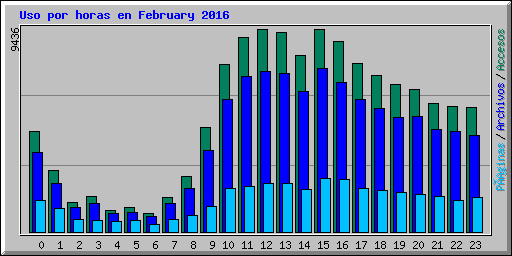 Uso por horas en February 2016
9436
Páginas / Archivos / Accesos
0 1 2 3 4 5 6 7 8 9 10 11 12 13 14 15 16 17 18 19 20 21 22 23